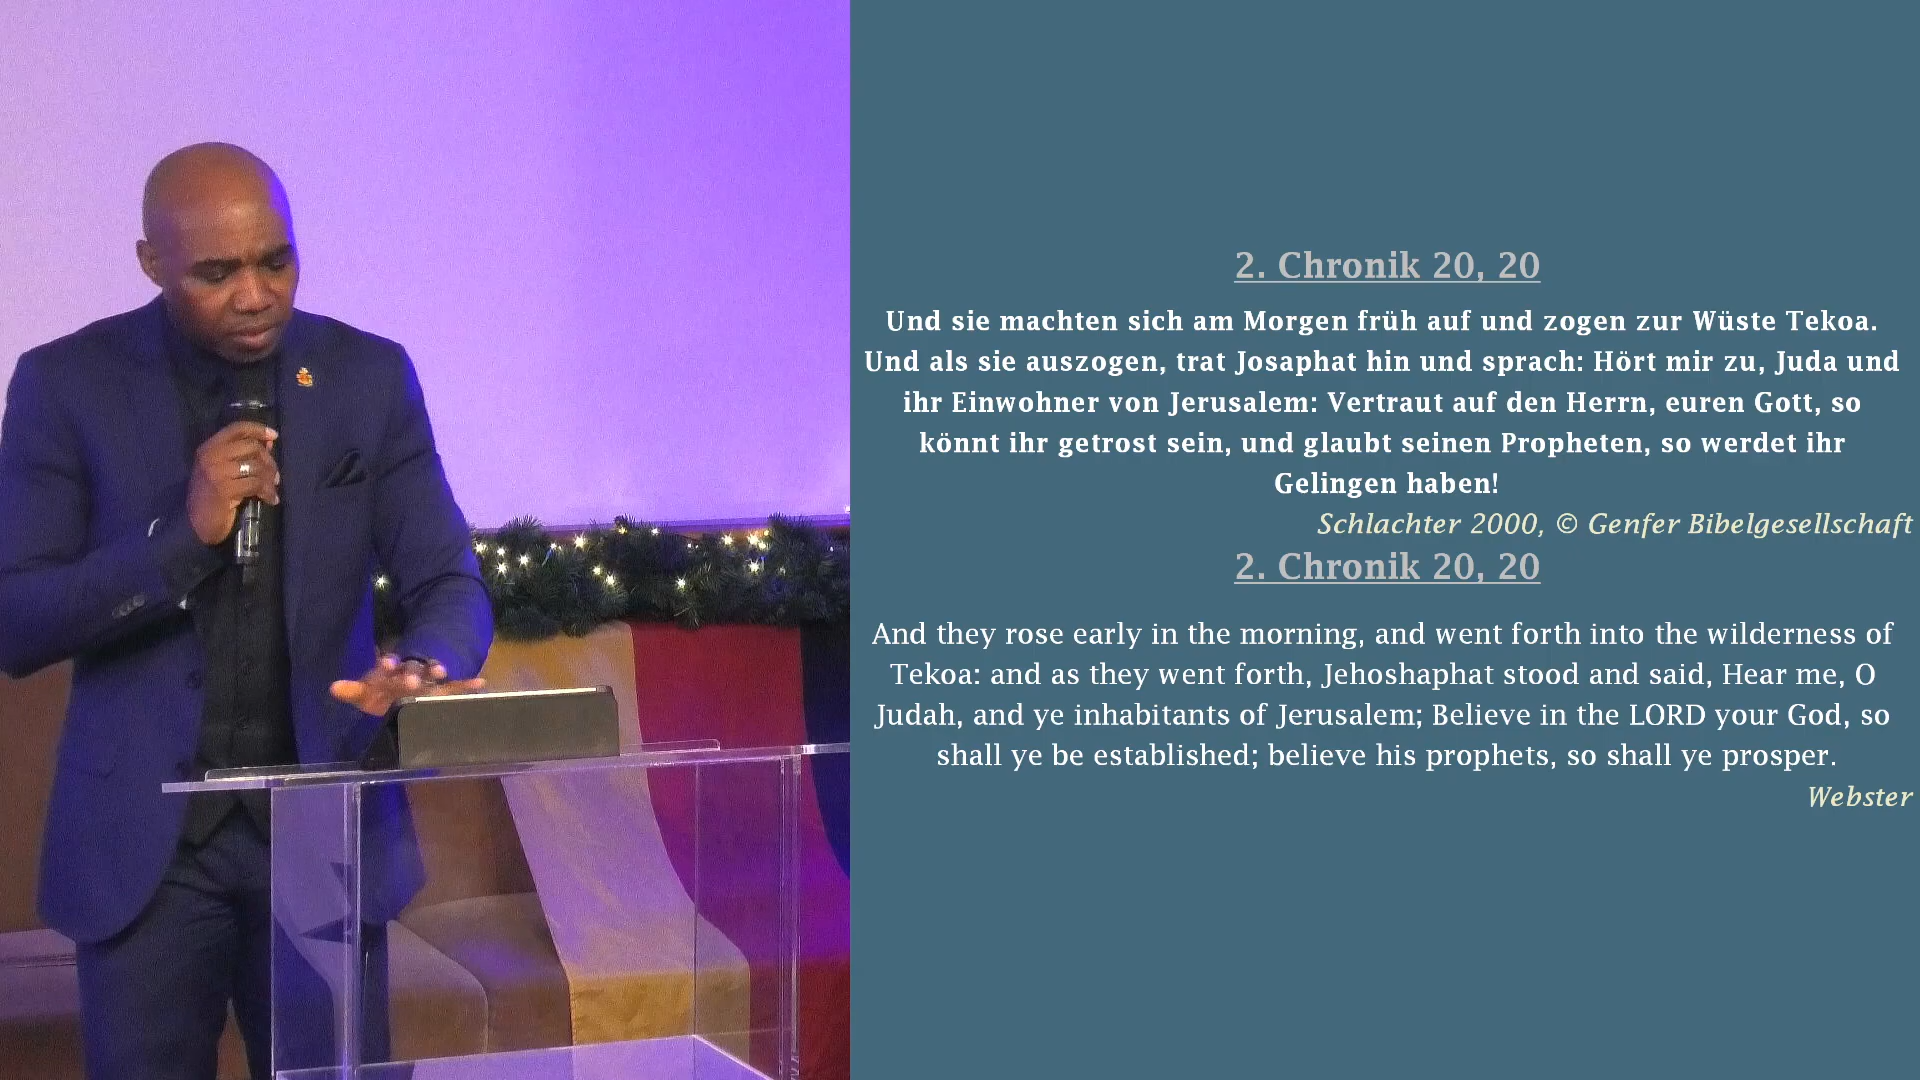 2. Chronik 20, 20
Und sie machten sich am Morgen früh auf und zogen zur Wüste Tekoa.
Und als sie auszogen, trat Josaphat hin und sprach: Hört mir zu, Juda und
ihr Einwohner von Jerusalem: Vertraut auf den Herrn, euren Gott, so
könnt ihr getrost sein, und glaubt seinen Propheten, so werdet ihr
Gelingen haben!
Schlachter 2000, © Genfer Bibelgesellschaft
2. Chronik 20, 20
And they rose early in the morning, and went forth into the wilderness of
Tekoa: and as they went forth, Jehoshaphat stood and said, Hear me, O
Judah, and ye inhabitants of Jerusalem; Believe in the LORD your God, so
shall ye be established; believe his prophets, so shall ye prosper.
Webster